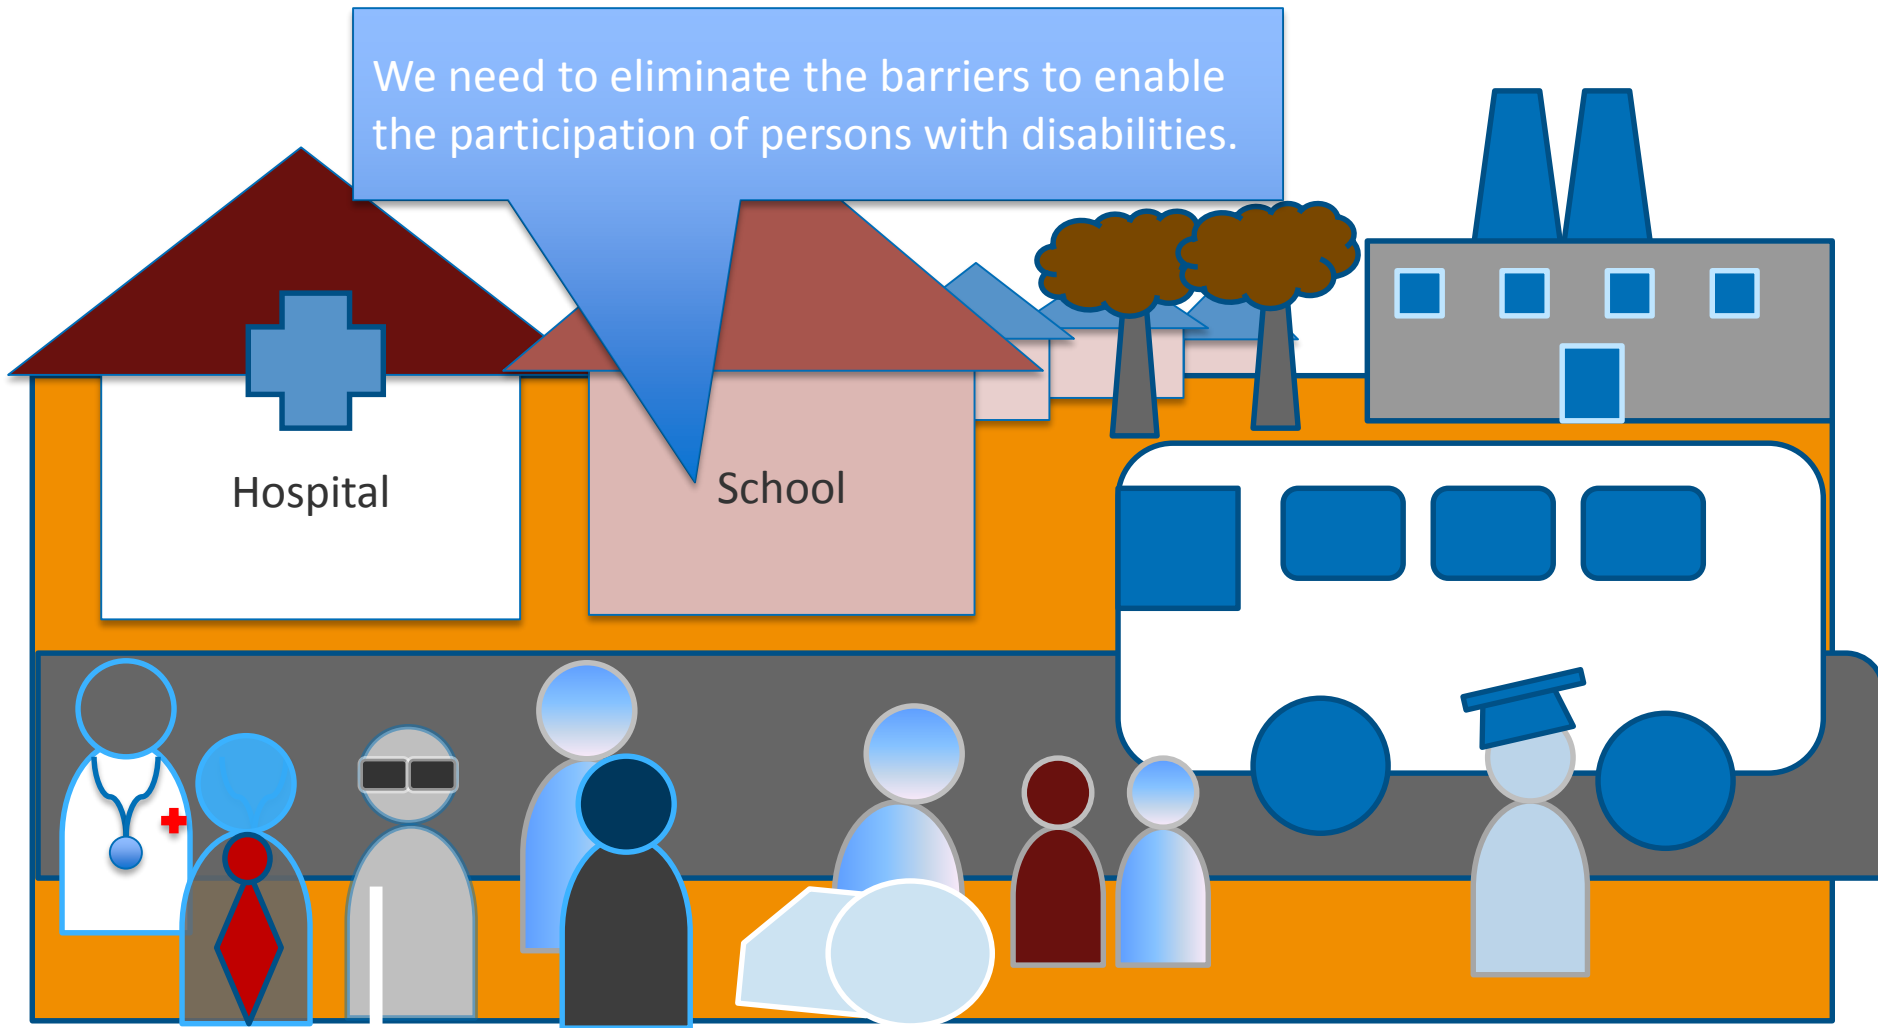 We need to eliminate the barriers to enable
the participation of persons with disabilities.
Hospital
School